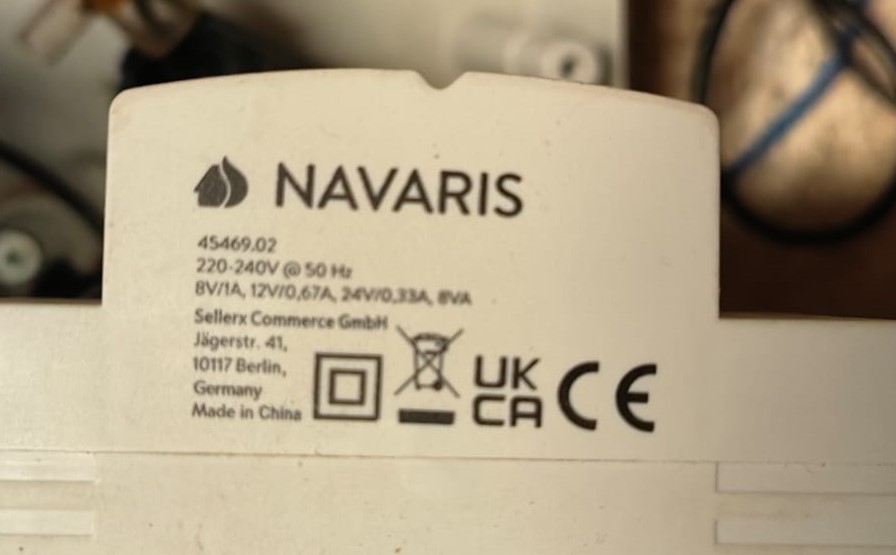 NAVARIS
45469.02
220-240V @ 50 Hz
8V/1A, 12V/0,67A, 24V/0,33A, 8VA
Sellerx Commerce GmbH
Jägerstr. 41,
10117 Berlin,
Germany
Made in China
UK
CA
CE